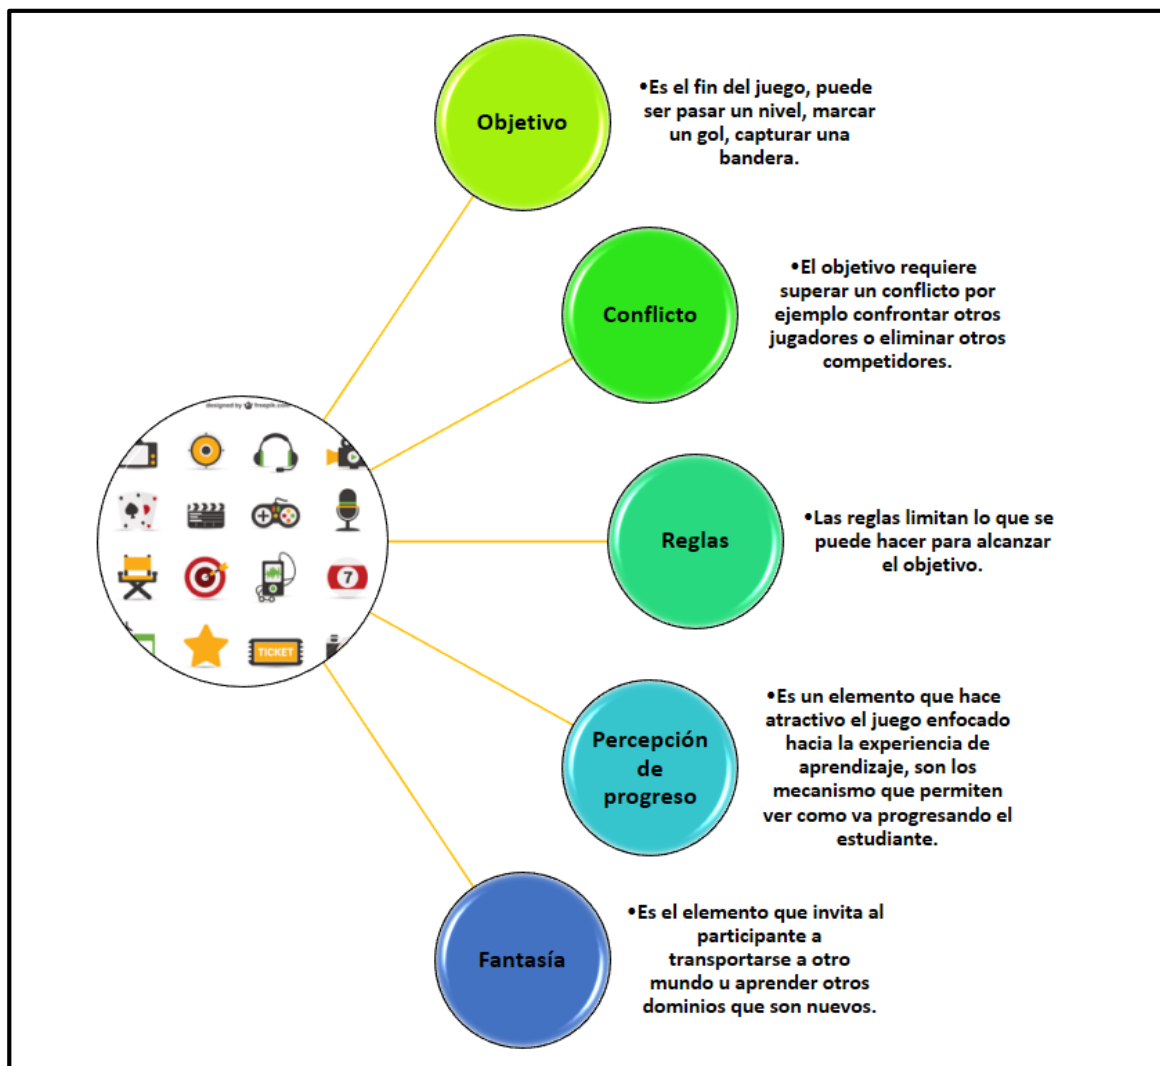 Objetivo
•Es el fin del juego, puede
ser pasar un nivel, marcar
un gol, capturar una
bandera.
Conflicto
•El objetivo requiere
superar un conflicto por
ejemplo confrontar otros
jugadores o eliminar otros
competidores.
designed by freepik.com
7
TICKET
Reglas
•Las reglas limitan lo que se
puede hacer para alcanzar
el objetivo.
Percepción
de
progreso
•Es un elemento que hace
atractivo el juego enfocado
hacia la experiencia de
aprendizaje, son los
mecanismo que permiten
ver como va progresando el
estudiante.
Fantasía
•Es el elemento que invita al
participante a
transportarse a otro
mundo u aprender otros
dominios que son nuevos.